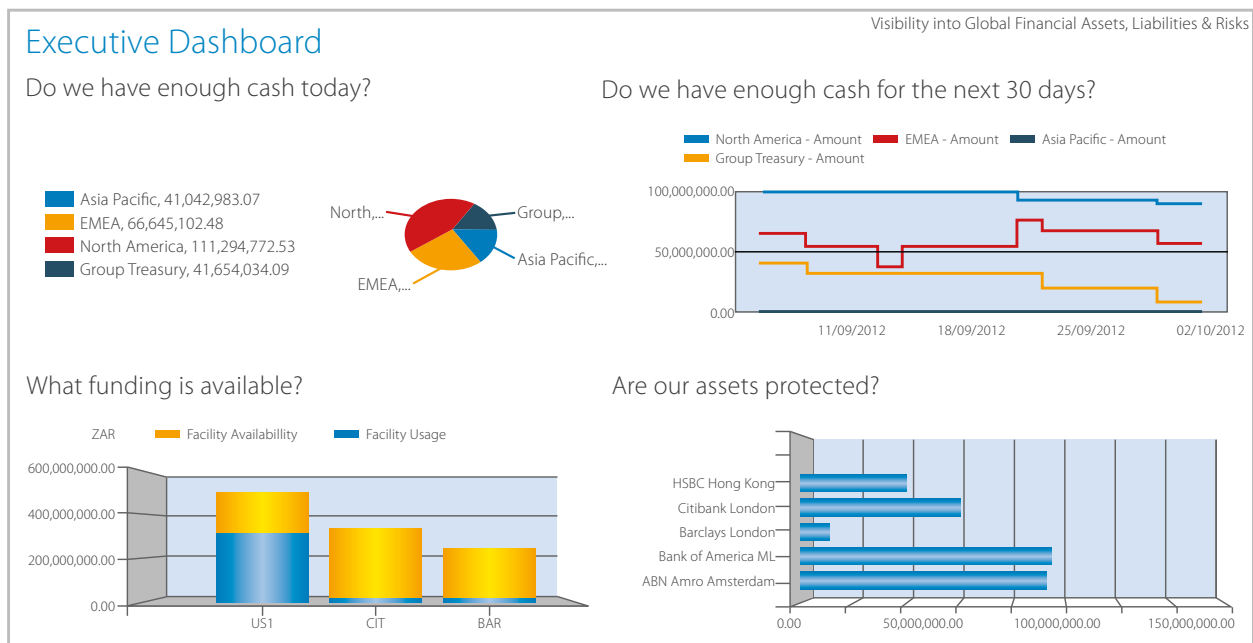 Visibility into Global Financial Assets, Liabilities & Risks
Executive Dashboard
Do we have enough cash today?
Asia Pacific, 41,042,983.07
EMEA, 66,645,102.48
North America, 111,294,772.53
Group Treasury, 41,654,034.09
North,...
Group,...
Asia Pacific,...
EMEA,...
Do we have enough cash for the next 30 days?
North America - Amount
EMEA - Amount
Asia Pacific - Amount
Group Treasury - Amount
100,000,000.00
50,000,000.00
0.00
11/09/2012
18/09/2012
25/09/2012
02/10/2012
What funding is available?
ZAR
Facility Availabillity
Facility Usage
600,000,000.00
400,000,000.00
200,000,000.00
0.00
US1
CIT
BAR
Are our assets protected?
HSBC Hong Kong
Citibank London
Barclays London
Bank of America ML
ABN Amro Amsterdam
0.00
50,000,000.00
100,000,000.00
150,000,000.00